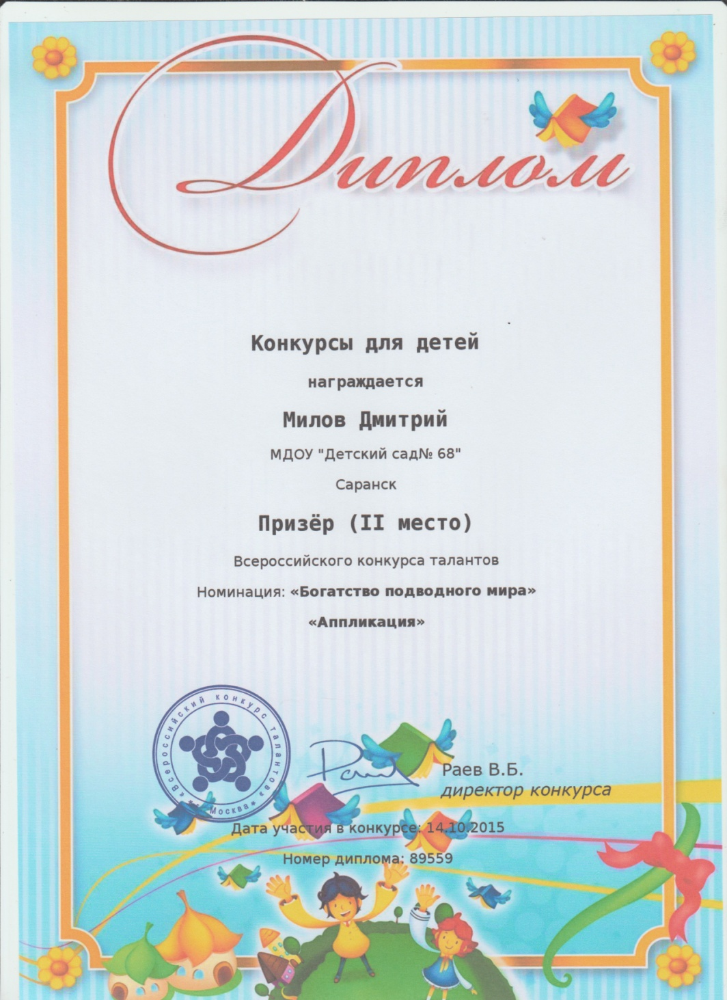 Диплом
Конкурсы для детей
награждается
Милов Дмитрий
МДОУ "Детский сад№ 68"
Саранск
Призёр (II место)
Всероссийского конкурса талантов
Номинация: «Богатство подводного мира»
«Аппликация»
«Всероссийский конкурс талантов»
* г. Москва *
Раев В.Б.
директор конкурса
Дата участия в конкурсе: 14.10.2015
Номер диплома: 89559